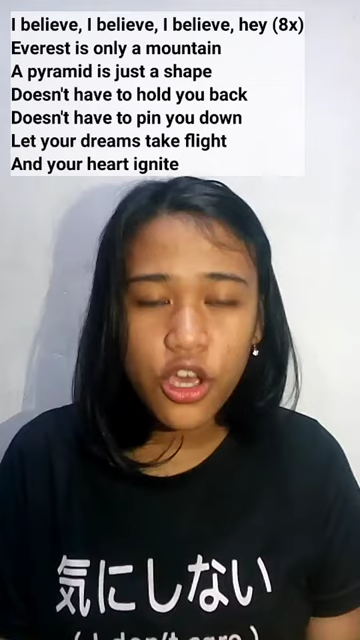 I believe, I believe, I believe, hey (8x)
Everest is only a mountain
A pyramid is just a shape
Doesn't have to hold you back
Doesn't have to pin you down
Let your dreams take flight
And your heart ignite
気にしない
( I don't care )